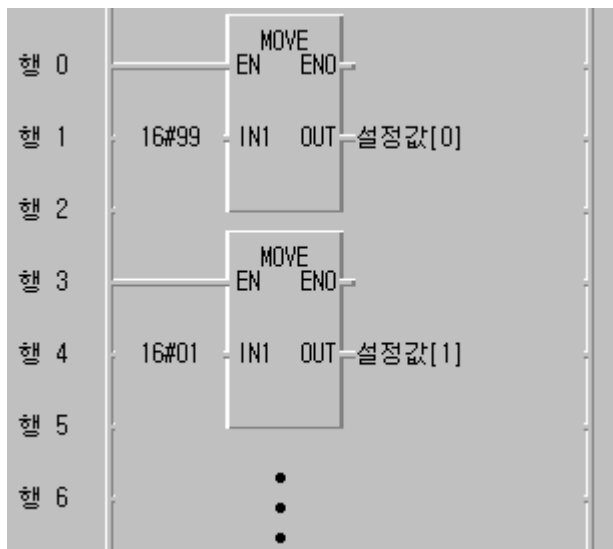 MOVE
행 0 EN ENO
행 1 16#99 IN1 OUT 설정값[0]
행 2
MOVE
행 3 EN ENO
행 4 16#01 IN1 OUT 설정값[1]
행 5
행 6